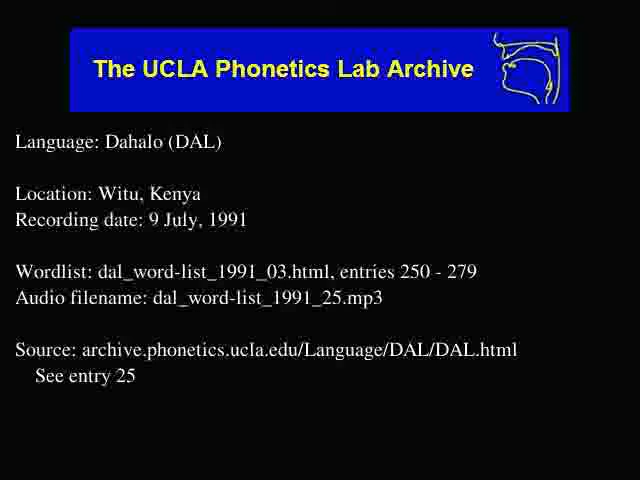 The UCLA Phonetics Lab Archive
Language: Dahalo (DAL)
Location: Witu, Kenya
Recording date: 9 July, 1991
Wordlist: dal_word-list_1991_03.html, entries 250 - 279
Audio filename: dal_word-list_1991_25.mp3
Source: archive.phonetics.ucla.edu/Language/DAL/DAL.html
See entry 25